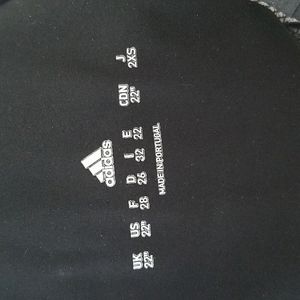 adidas
UK US F D I E CDN J
22" 22" 28 26 32 22 22" 2XS
MADE IN PORTUGAL